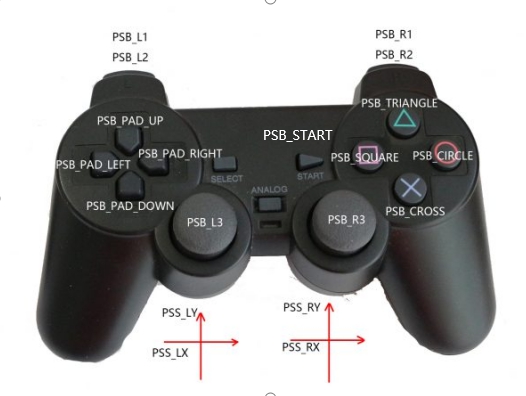 PSB_L1
PSB_R1
PSB_L2
PSB_R2
PSB_TRIANGLE
PSB_PAD_UP
PSB_START
PSB_PAD_LEFT
PSB_PAD_RIGHT
PSB_SQUARE
PSB_CIRCLE
SELECT
START
ANALOG
PSB_PAD_DOWN
PSB_CROSS
PSB_L3
PSB_R3
PSS_LY
PSS_RY
PSS_LX
PSS_RX